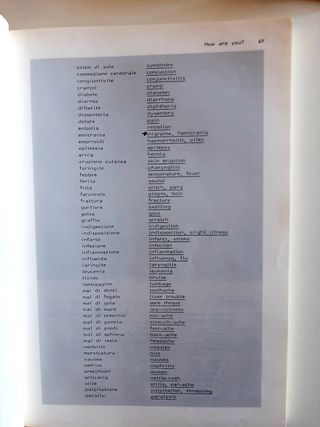 How are you? 67
colpo di sole sunstroke
commozione cerebrale concussion
congiuntivite conjunctivitis
crampo cramp
diabete diabetes
diarrea diarrhoea
difterite diphtheria
dissenteria dysentery
dolore pain
embolia embolism
emicrania migraine, hemicrania
emorroidi haemorrhoids, piles
epilessia epilepsy
ernia hernia
eruzione cutanea skin eruption
faringite pharyngitis
febbre temperature, fever
ferita wound
fitta stitch, pang
foruncolo pimple, boil
frattura fracture
gonfiore swelling
gotta gout
graffio scratch
indigestione indigestion
indisposizione indisposition, slight illness
infarto infarct, stroke
infezione infection
infiammazione inflammation
influenza influenza, flu
laringite laryngitis
leucemia leukemia
livido bruise
lombaggine lumbago
mal di denti toothache
mal di fegato liver trouble
mal di gola sore throat
mal di mare sea-sickness
mal di orecchie ear-ache
mal di pancia stomach-ache
mal di piedi foot-ache
mal di schiena back-ache
mal di testa headache
morbillo measles
morsicatura bite
nausea nausea
nefrite nephritis
orecchioni mumps
orticaria nettle-rash
otite otitis, ear-ache
palpitazione palpitation, throbbing
paralisi paralysis